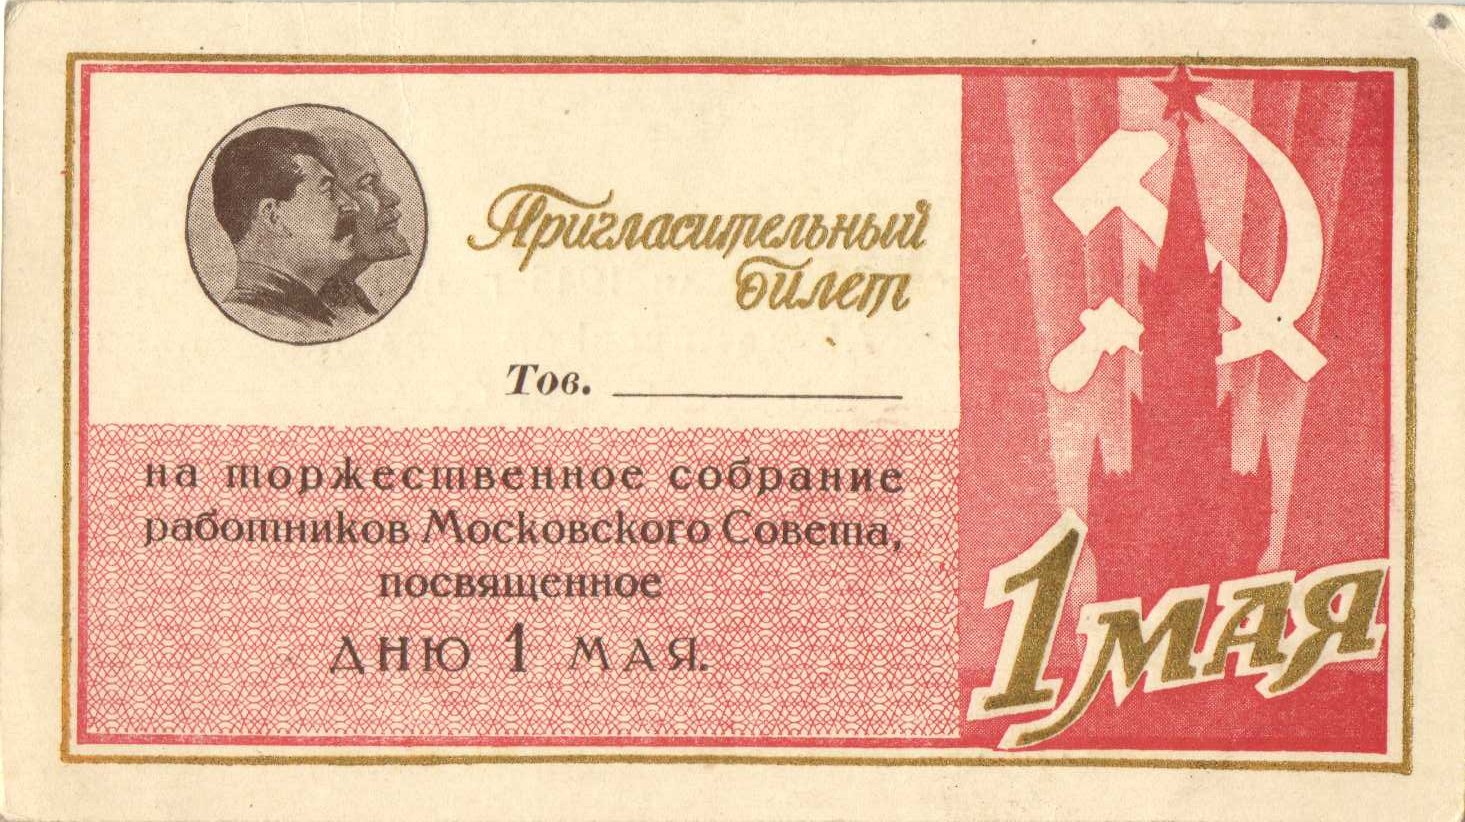 Пригласительный
билет
Тов.
на торжественное собрание
работников Московского Совета,
посвященное
ДНЮ 1 МАЯ.
1 МАЯ